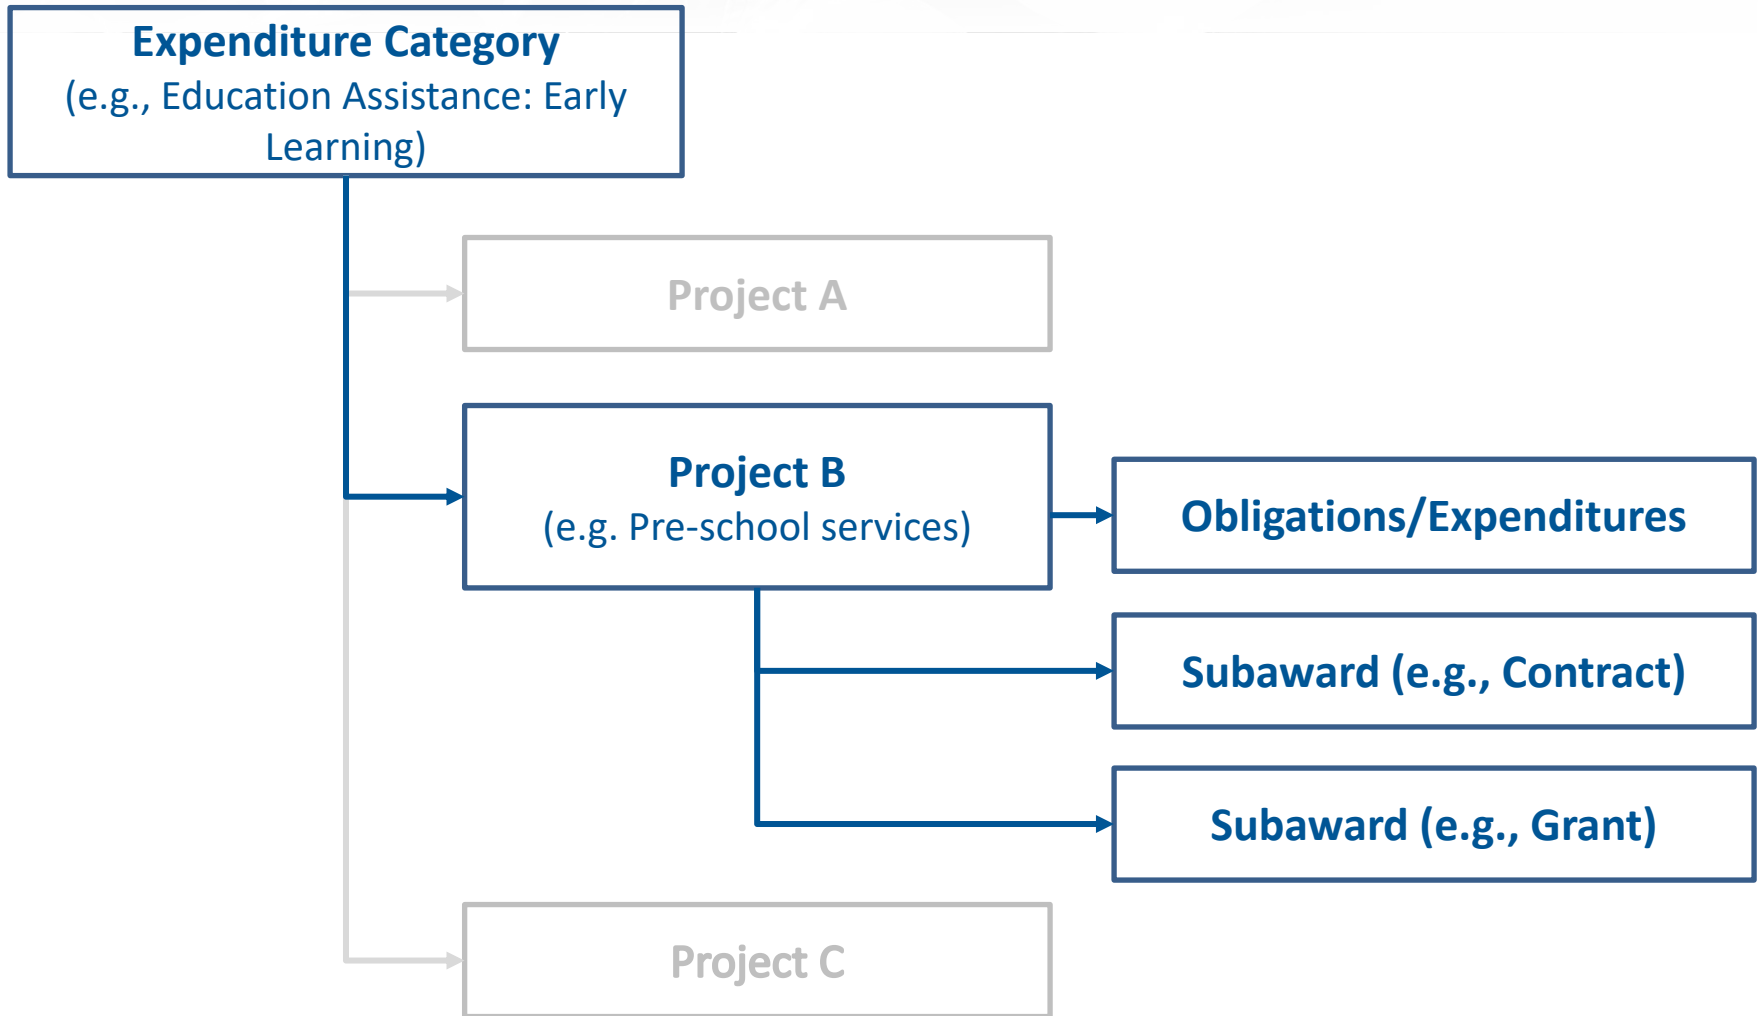 Expenditure Category
(e.g., Education Assistance: Early
Learning)
Project A
Project B
(e.g. Pre-school services)
Obligations/Expenditures
Subaward (e.g., Contract)
Subaward (e.g., Grant)
Project C